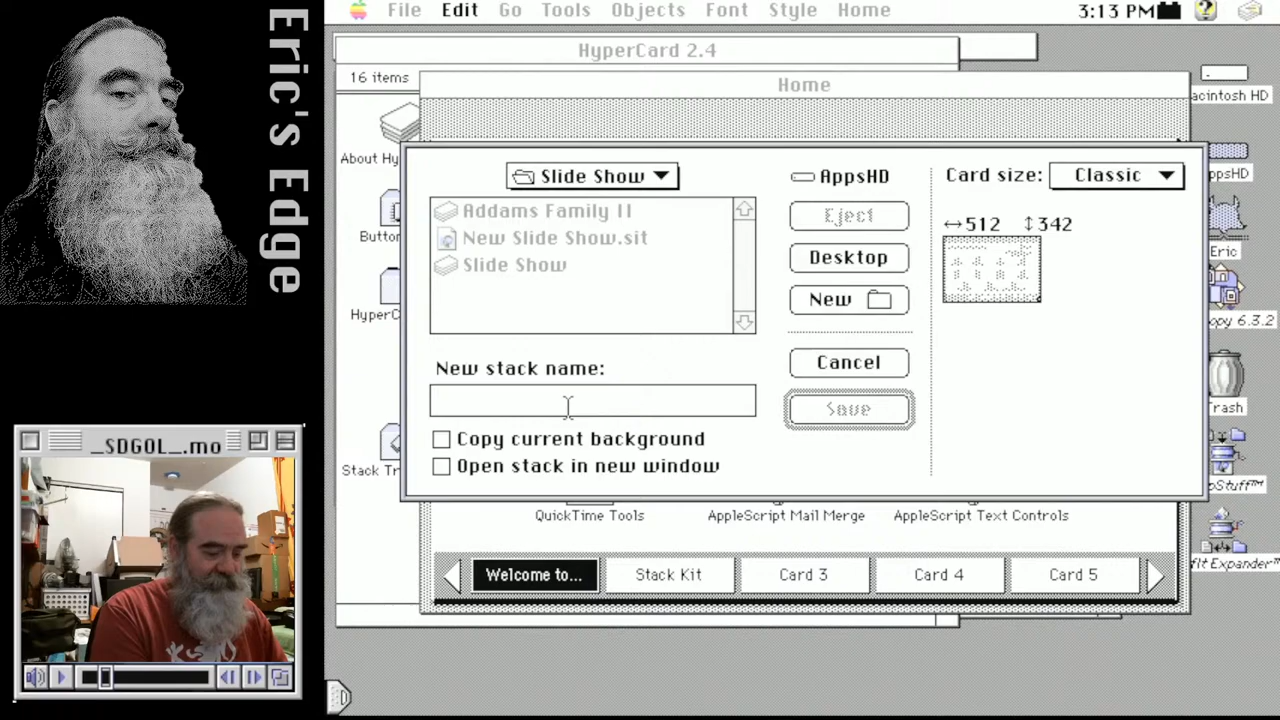 Eric's Edge
File Edit Go Tools Objects Font Style Home
3:13 PM
HyperCard 2.4
16 items
Home
acintosh HD
About Hy
Slide Show
AppsHD
Card size: Classic
Addams Family II
New Slide Show.sit
Slide Show
Eject
512 342
ppsHD
Button
Desktop
Eric
New
HyperC
opy 6.3.2
New stack name:
Cancel
Save
Trash
Copy current background
Open stack in new window
_SDGOL_.mo
Stack Tr
pStuff™
QuickTime Tools
AppleScript Mail Merge
AppleScript Text Controls
fIt Expander™
Welcome to...
Stack Kit
Card 3
Card 4
Card 5